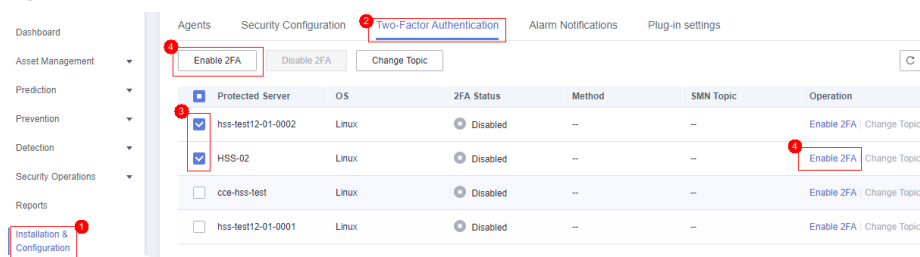 Agents Security Configuration 2 Two-Factor Authentication Alarm Notifications Plug-in settings
Dashboard
Asset Management
Prediction
Prevention
Detection
Security Operations
Reports
1
Installation &
Configuration
4
Enable 2FA Disable 2FA Change Topic
Protected Server OS 2FA Status Method SMN Topic Operation
3
hss-test12-01-0002 Linux Disabled -- -- Enable 2FA | Change Topic
4
HSS-02 Linux Disabled -- -- Enable 2FA Change Topic
cce-hss-test Linux Disabled -- -- Enable 2FA | Change Topic
hss-test12-01-0001 Linux Disabled -- -- Enable 2FA | Change Topic